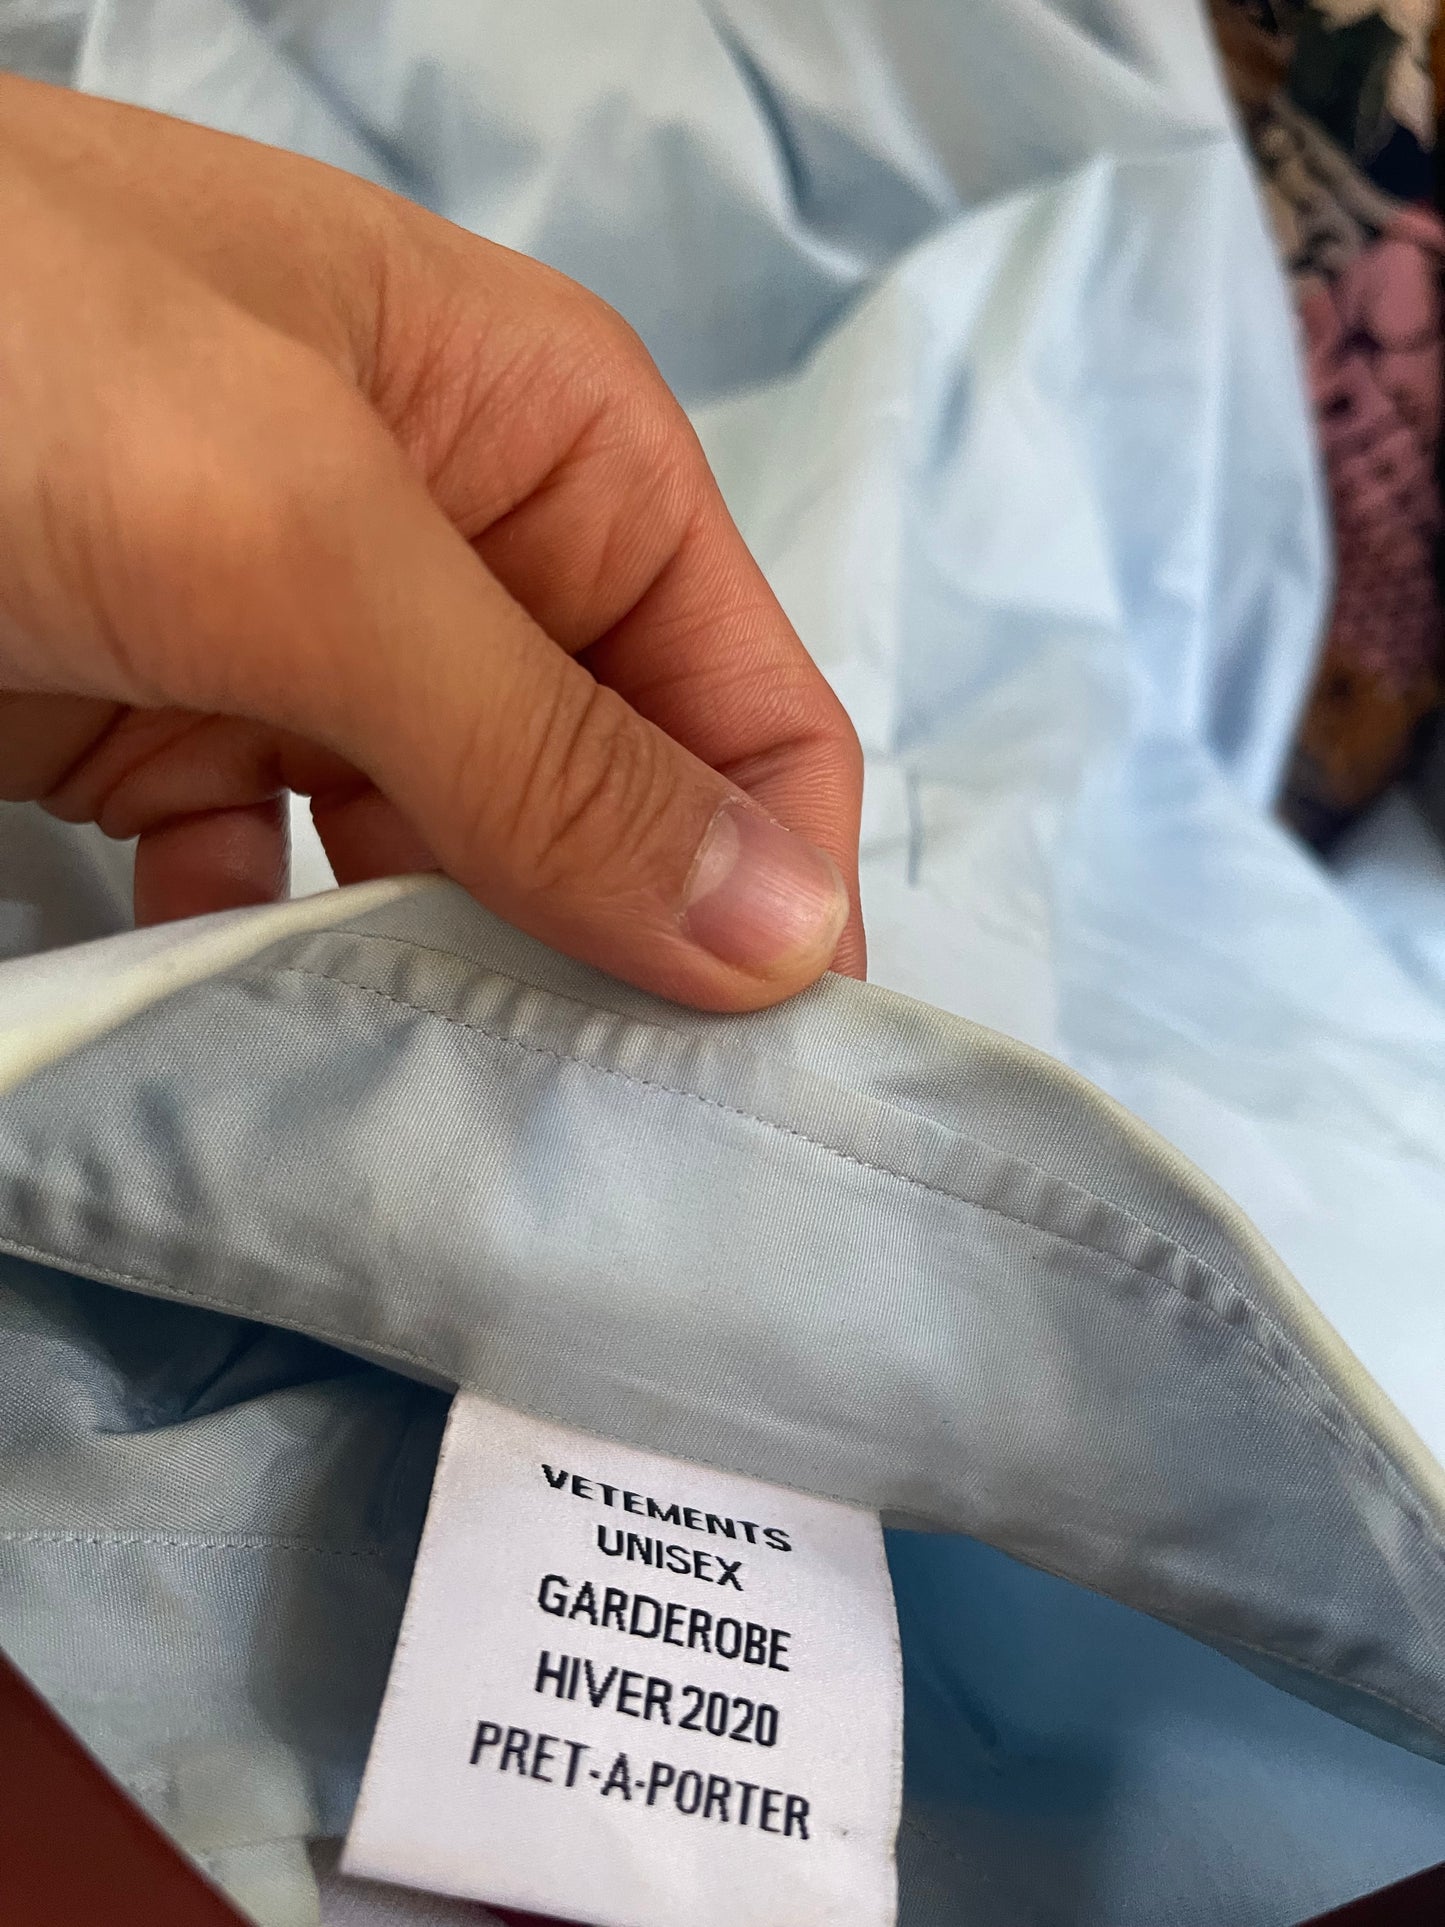 VETEMENTS
UNISEX
GARDEROBE
HIVER 2020
PRET-A-PORTER